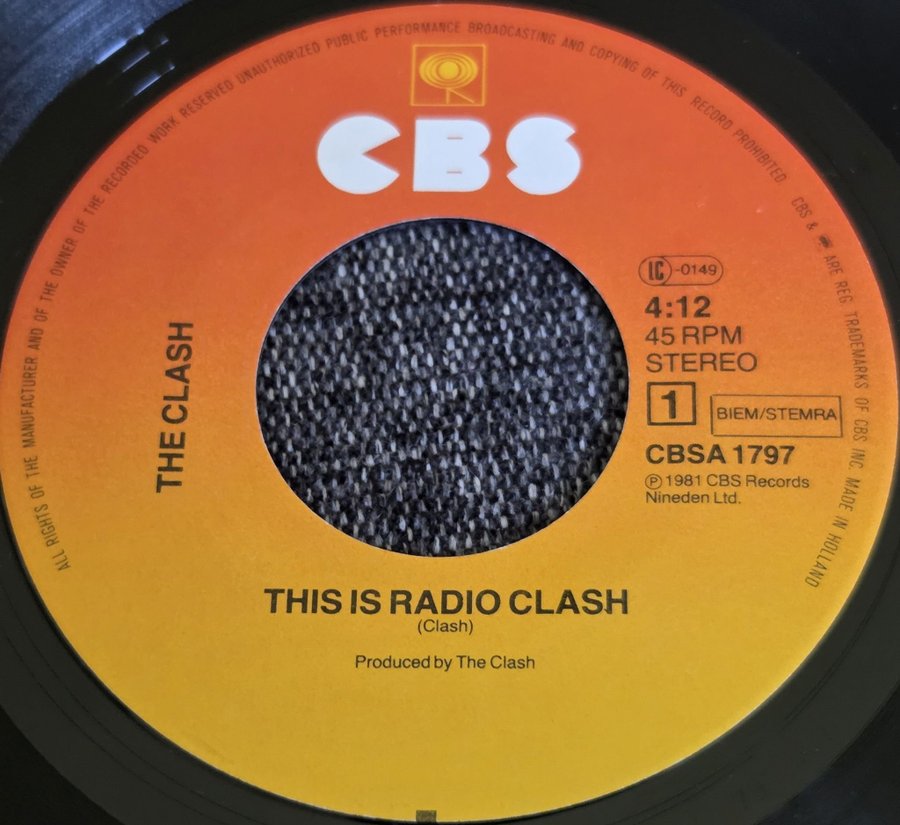 ALL RIGHTS OF THE MANUFACTURER AND OF THE OWNER OF THE RECORDED WORK RESERVED UNAUTHORIZED PUBLIC PERFORMANCE BROADCASTING AND COPYING OF THIS RECORD PROHIBITED. CBS & ARE REG. TRADEMARKS OF CBS INC. MADE IN HOLLAND
CBS
THE CLASH
LC-0149
4:12
45 RPM
STEREO
1 BIEM/STEMRA
CBSA 1797
℗ 1981 CBS Records
Nineden Ltd.
THIS IS RADIO CLASH
(Clash)
Produced by The Clash